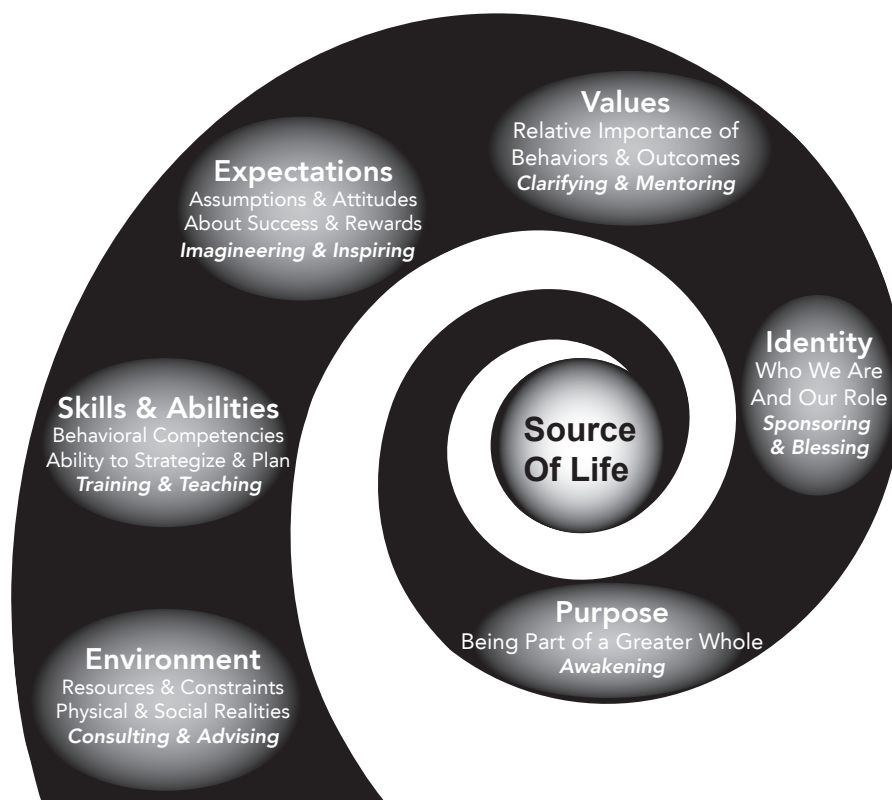 Values
Relative Importance of
Behaviors & Outcomes
Clarifying & Mentoring
Expectations
Assumptions & Attitudes
About Success & Rewards
Imagineering & Inspiring
Identity
Who We Are
And Our Role
Sponsoring
& Blessing
Skills & Abilities
Behavioral Competencies
Ability to Strategize & Plan
Training & Teaching
Source
Of Life
Purpose
Being Part of a Greater Whole
Awakening
Environment
Resources & Constraints
Physical & Social Realities
Consulting & Advising